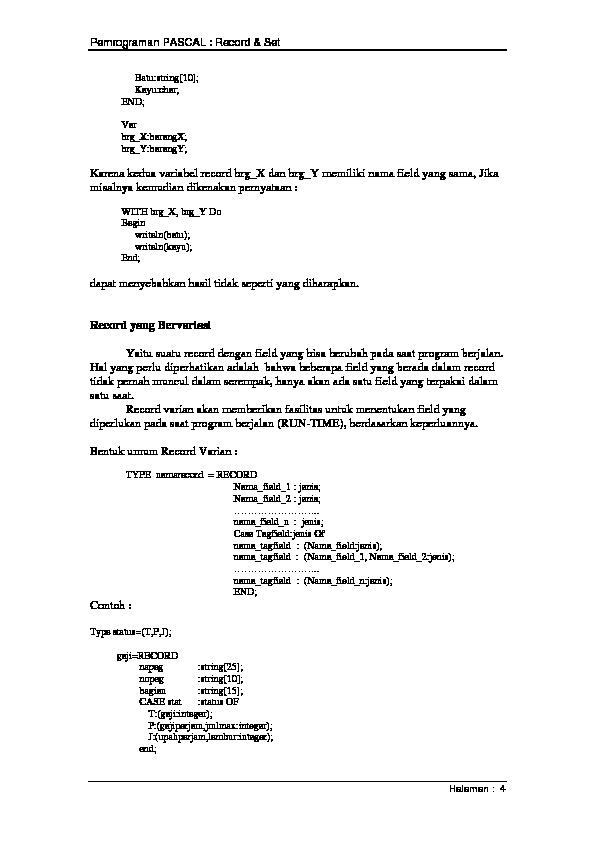 Pemrograman PASCAL : Record & Set
Batu:string[10];
Kayu:char;
END;
Var
brg_X:barangX;
brg_Y:barangY;
Karena kedua variabel record brg_X dan brg_Y memiliki nama field yang sama, Jika
misalnya kemudian dikenakan pernyataan :
WITH brg_X, brg_Y Do
Begin
writeln(batu);
writeln(kayu);
End;
dapat menyebabkan hasil tidak seperti yang diharapkan.
Record yang Bervariasi
Yaitu suatu record dengan field yang bisa berubah pada saat program berjalan.
Hal yang perlu diperhatikan adalah bahwa beberapa field yang berada dalam record
tidak pernah muncul dalam serempak, hanya akan ada satu field yang terpakai dalam
satu saat.
Record varian akan memberikan fasilitas untuk menentukan field yang
diperlukan pada saat program berjalan (RUN-TIME), berdasarkan keperluannya.
Bentuk umum Record Varian :
TYPE namarecord = RECORD
Nama_field_1 : jenis;
Nama_field_2 : jenis;
...........................
nama_field_n : jenis;
Case Tagfield:jenis Of
nama_tagfield : (Nama_field:jenis);
nama_tagfield : (Nama_field_1, Nama_field_2:jenis);
...........................
nama_tagfield : (Nama_field_n:jenis);
END;
Contoh :
Type status=(T,P,J);
gaji=RECORD
napeg :string[25];
nopeg :string[10];
bagian :string[15];
CASE stat :status OF
T:(gaji:integer);
P:(gajiperjam,jmlmax:integer);
J:(upahperjam,lembur:integer);
end;
Halaman : 4